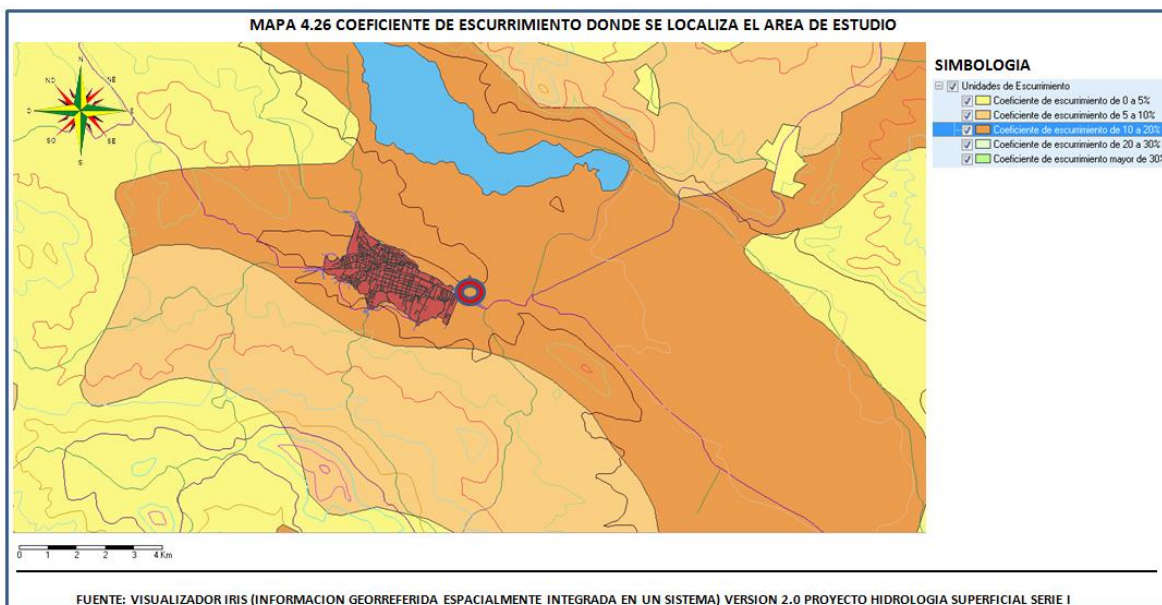 MAPA 4.26 COEFICIENTE DE ESCURRIMIENTO DONDE SE LOCALIZA EL AREA DE ESTUDIO
SIMBOLOGIA
Unidades de Escurrimiento
Coeficiente de escurrimiento de 0 a 5%
Coeficiente de escurrimiento de 5 a 10%
Coeficiente de escurrimiento de 10 a 20%
Coeficiente de escurrimiento de 20 a 30%
Coeficiente de escurrimiento mayor de 30%
N
NO NE
O E
SO SE
S
0 1 2 3 4 Km
FUENTE: VISUALIZADOR IRIS (INFORMACION GEORREFERIDA ESPACIALMENTE INTEGRADA EN UN SISTEMA) VERSION 2.0 PROYECTO HIDROLOGIA SUPERFICIAL SERIE I